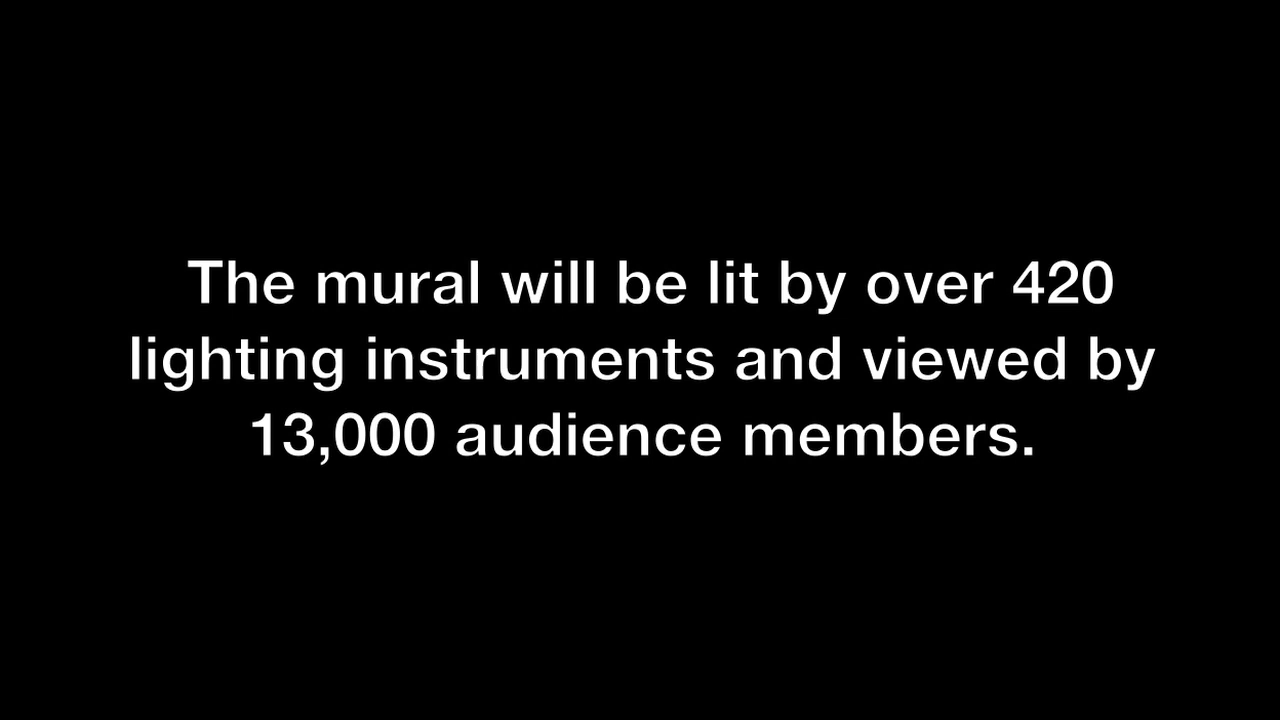 The mural will be lit by over 420
lighting instruments and viewed by
13,000 audience members.